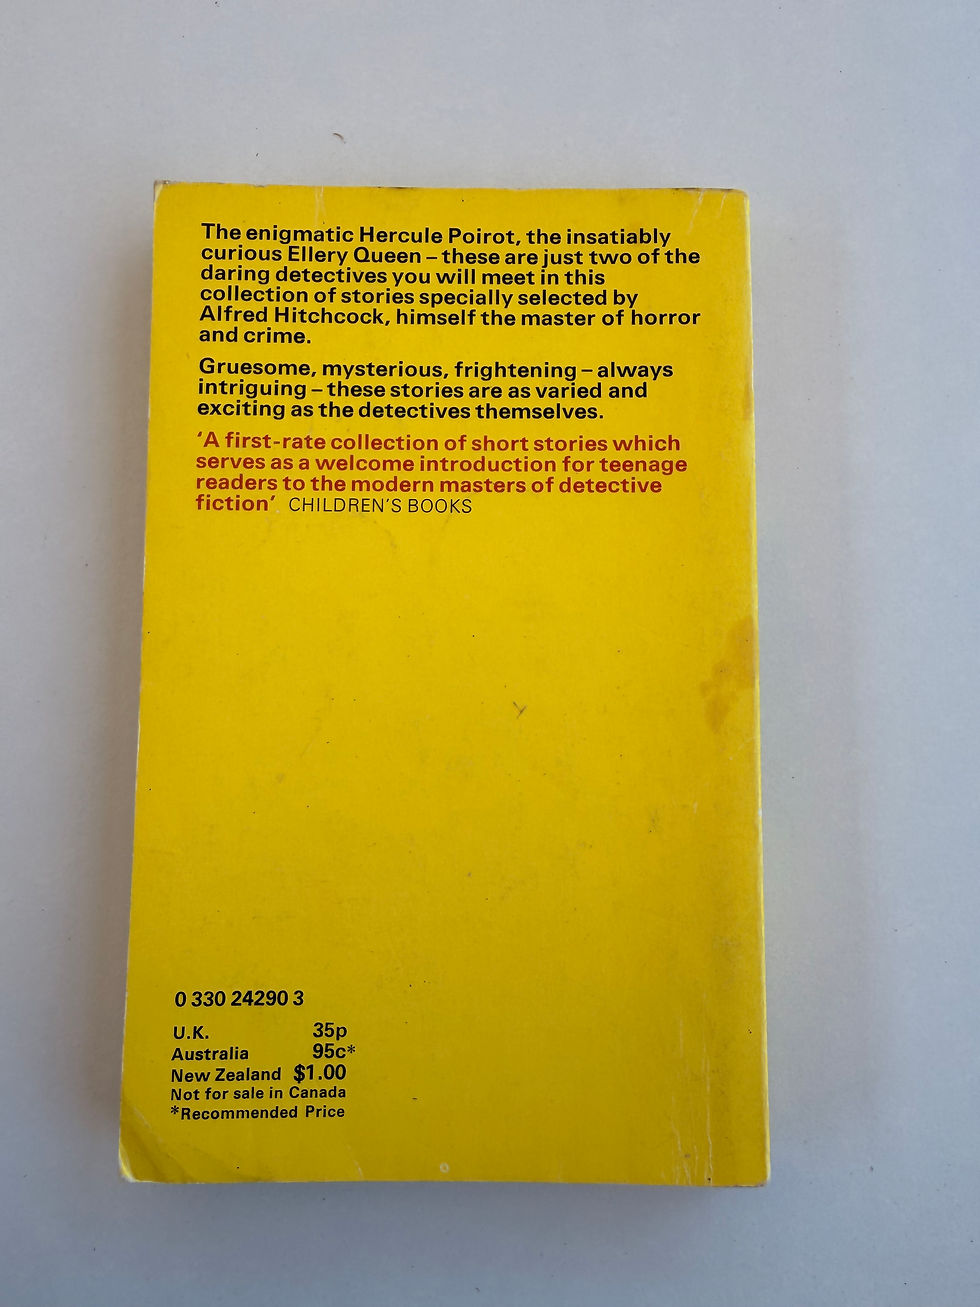 The enigmatic Hercule Poirot, the insatiably
curious Ellery Queen – these are just two of the
daring detectives you will meet in this
collection of stories specially selected by
Alfred Hitchcock, himself the master of horror
and crime.
Gruesome, mysterious, frightening – always
intriguing – these stories are as varied and
exciting as the detectives themselves.
‘A first-rate collection of short stories which
serves as a welcome introduction for teenage
readers to the modern masters of detective
fiction’ CHILDREN'S BOOKS
0 330 24290 3
U.K. 35p
Australia 95c*
New Zealand $1.00
Not for sale in Canada
*Recommended Price